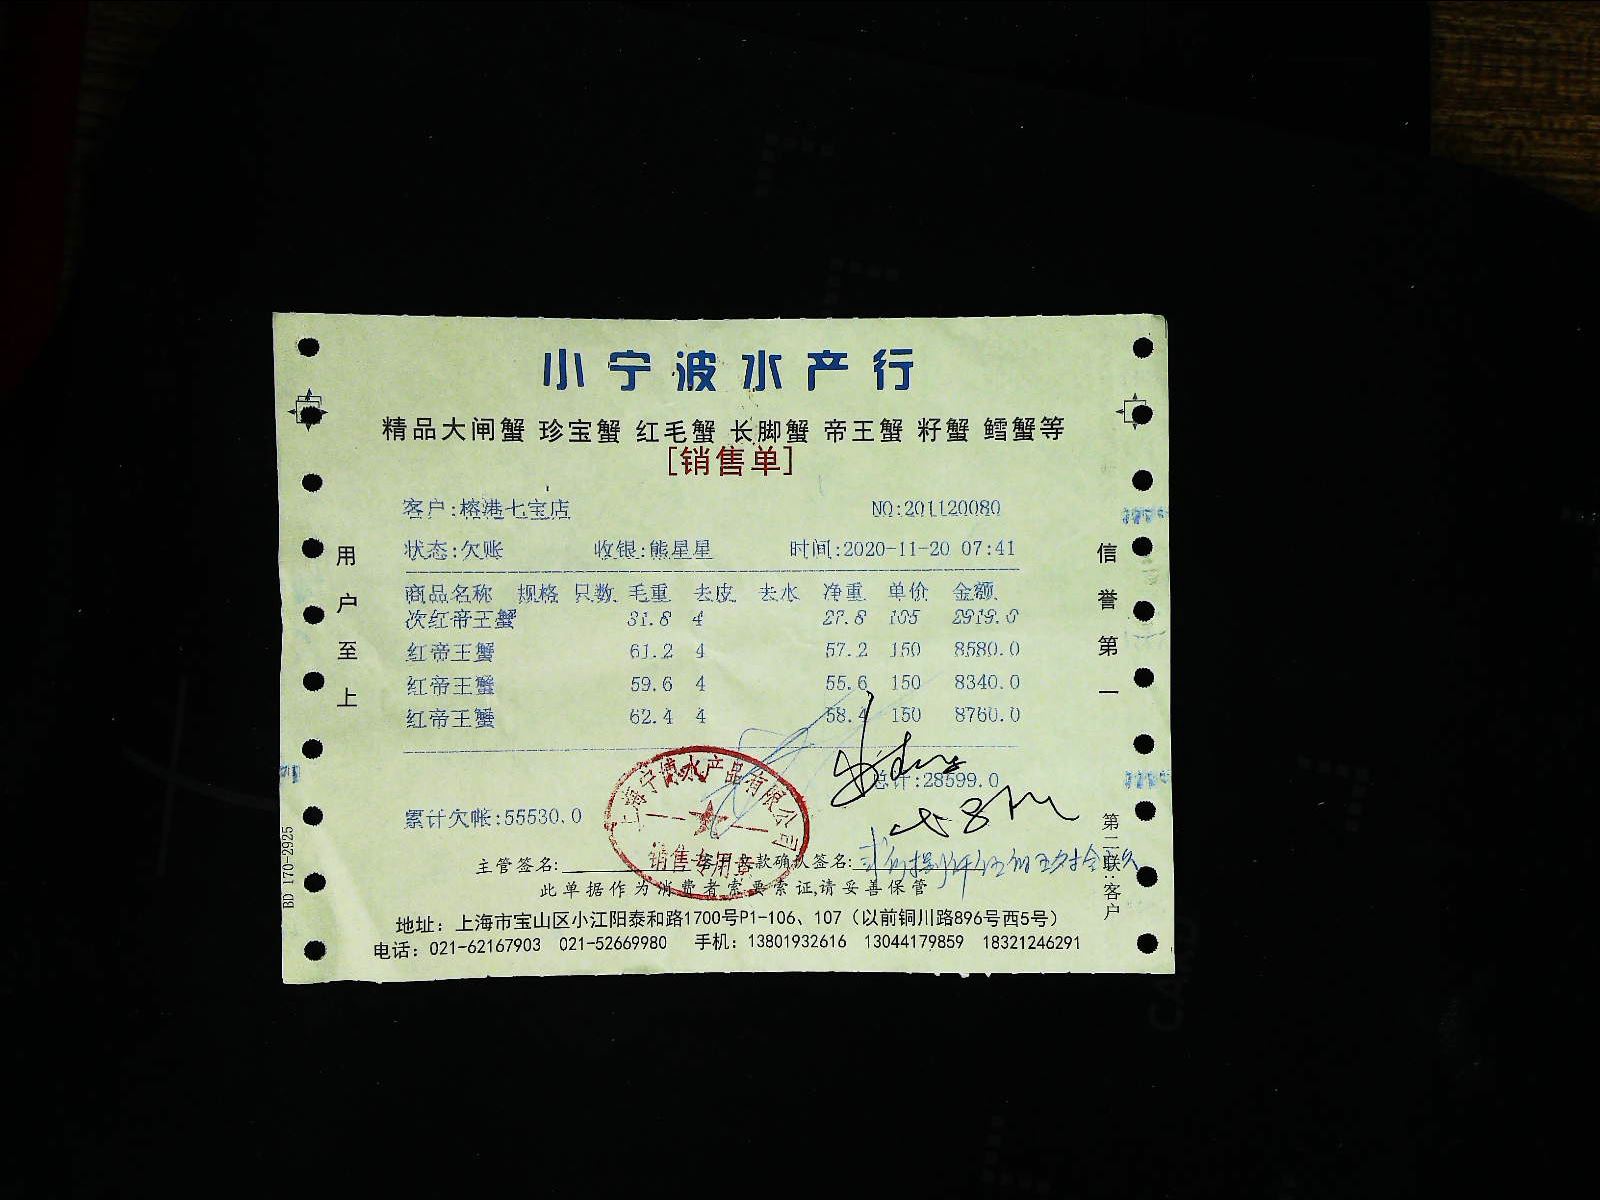 小宁波水产行
精品大闸蟹 珍宝蟹 红毛蟹 长脚蟹 帝王蟹 籽蟹 鳕蟹等
[销售单]
客户:榕港七宝店 NO:201120080
状态:欠账 收银:熊星星 时间:2020-11-20 07:41
商品名称 规格 只数 毛重 去皮 去水 净重 单价 金额
次红帝王蟹 31.8 4 27.8 105 2919.0
红帝王蟹 61.2 4 57.2 150 8580.0
红帝王蟹 59.6 4 55.6 150 8340.0
红帝王蟹 62.4 4 58.4 150 8760.0
总计:28599.0
累计欠帐:55530.0
主管签名: 客户欠款确认签名:
此单据作为消费者索要索证,请妥善保管
地址：上海市宝山区小江阳泰和路1700号P1-106、107（以前铜川路896号西5号）
电话：021-62167903 021-52669980 手机：13801932616 13044179859 18321246291
用户至上
信誉第一
第二联:客户
BD 170-2925
销售专用章